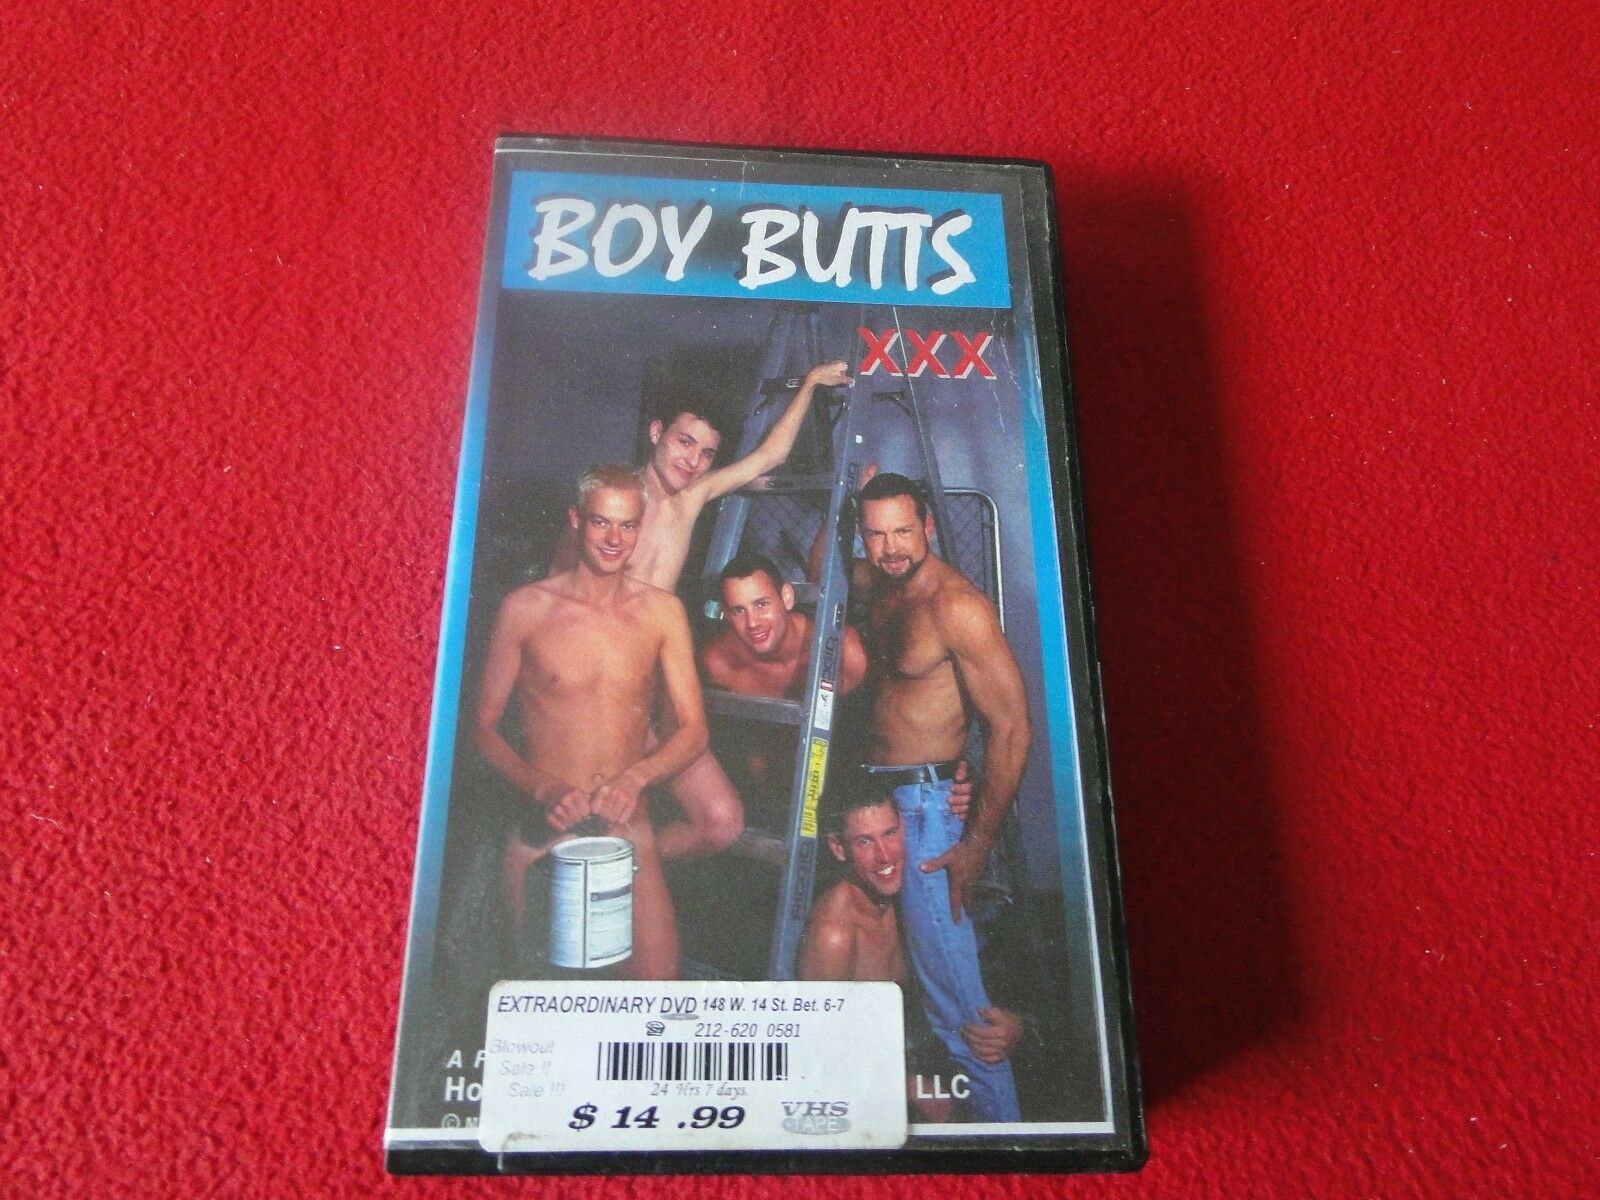 BOY BUTTS
XXX
EXTRAORDINARY DVD 148 W. 14 St. Bet. 6-7
212-620 0581
Blowout
Sale !!
Sale !!!
24 Hrs 7 days.
$ 14 .99
VHS
TAPE
A
Ho
LLC
©